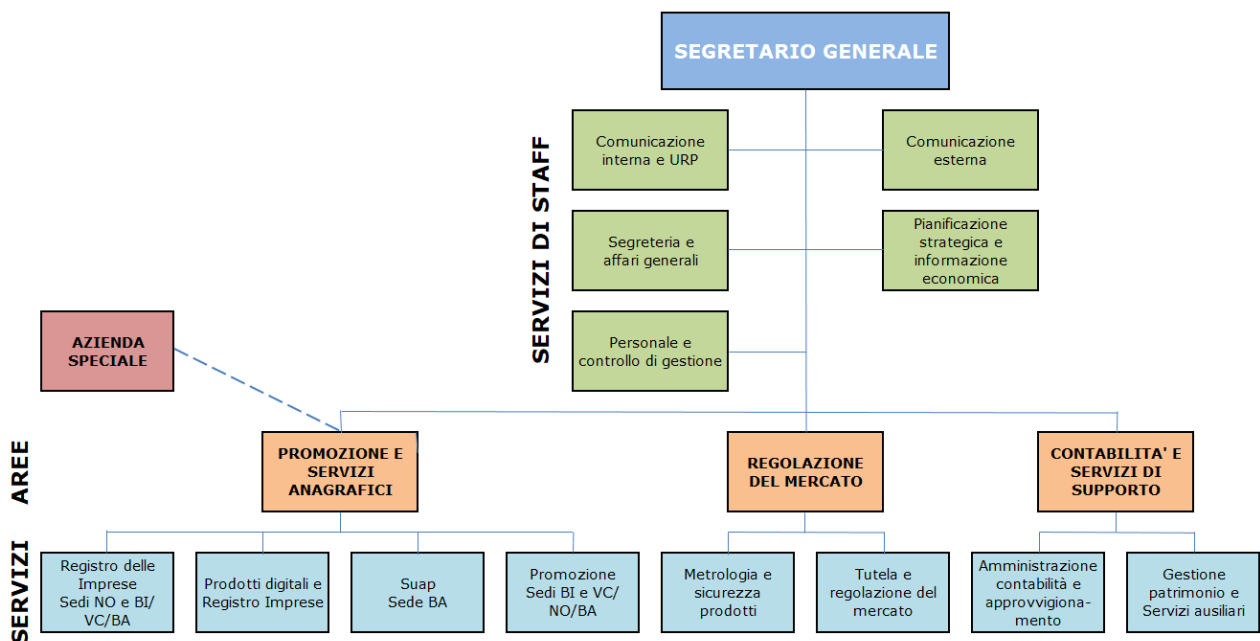 SEGRETARIO GENERALE
SERVIZI DI STAFF
Comunicazione
interna e URP
Comunicazione
esterna
Segreteria e
affari generali
Pianificazione
strategica e
informazione
economica
Personale e
controllo di gestione
AZIENDA
SPECIALE
AREE
PROMOZIONE E
SERVIZI
ANAGRAFICI
REGOLAZIONE
DEL MERCATO
CONTABILITA' E
SERVIZI DI
SUPPORTO
SERVIZI
Registro delle
Imprese
Sedi NO e BI/
VC/BA
Prodotti digitali e
Registro Imprese
Suap
Sede BA
Promozione
Sedi BI e VC/
NO/BA
Metrologia e
sicurezza
prodotti
Tutela e
regolazione del
mercato
Amministrazione
contabilità e
approvvigiona-
mento
Gestione
patrimonio e
Servizi ausiliari